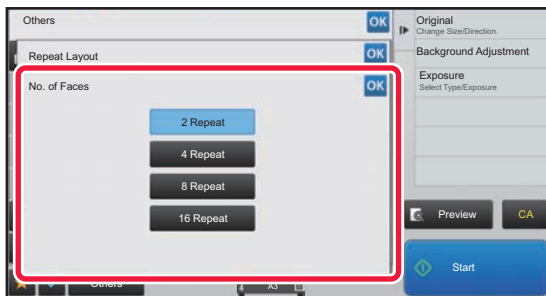 Others
OK
Original
Change Size/Direction.
Repeat Layout
OK
Background Adjustment
No. of Faces
OK
Exposure
Select Type/Exposure
2 Repeat
4 Repeat
8 Repeat
16 Repeat
Preview
CA
Start
Others
A3